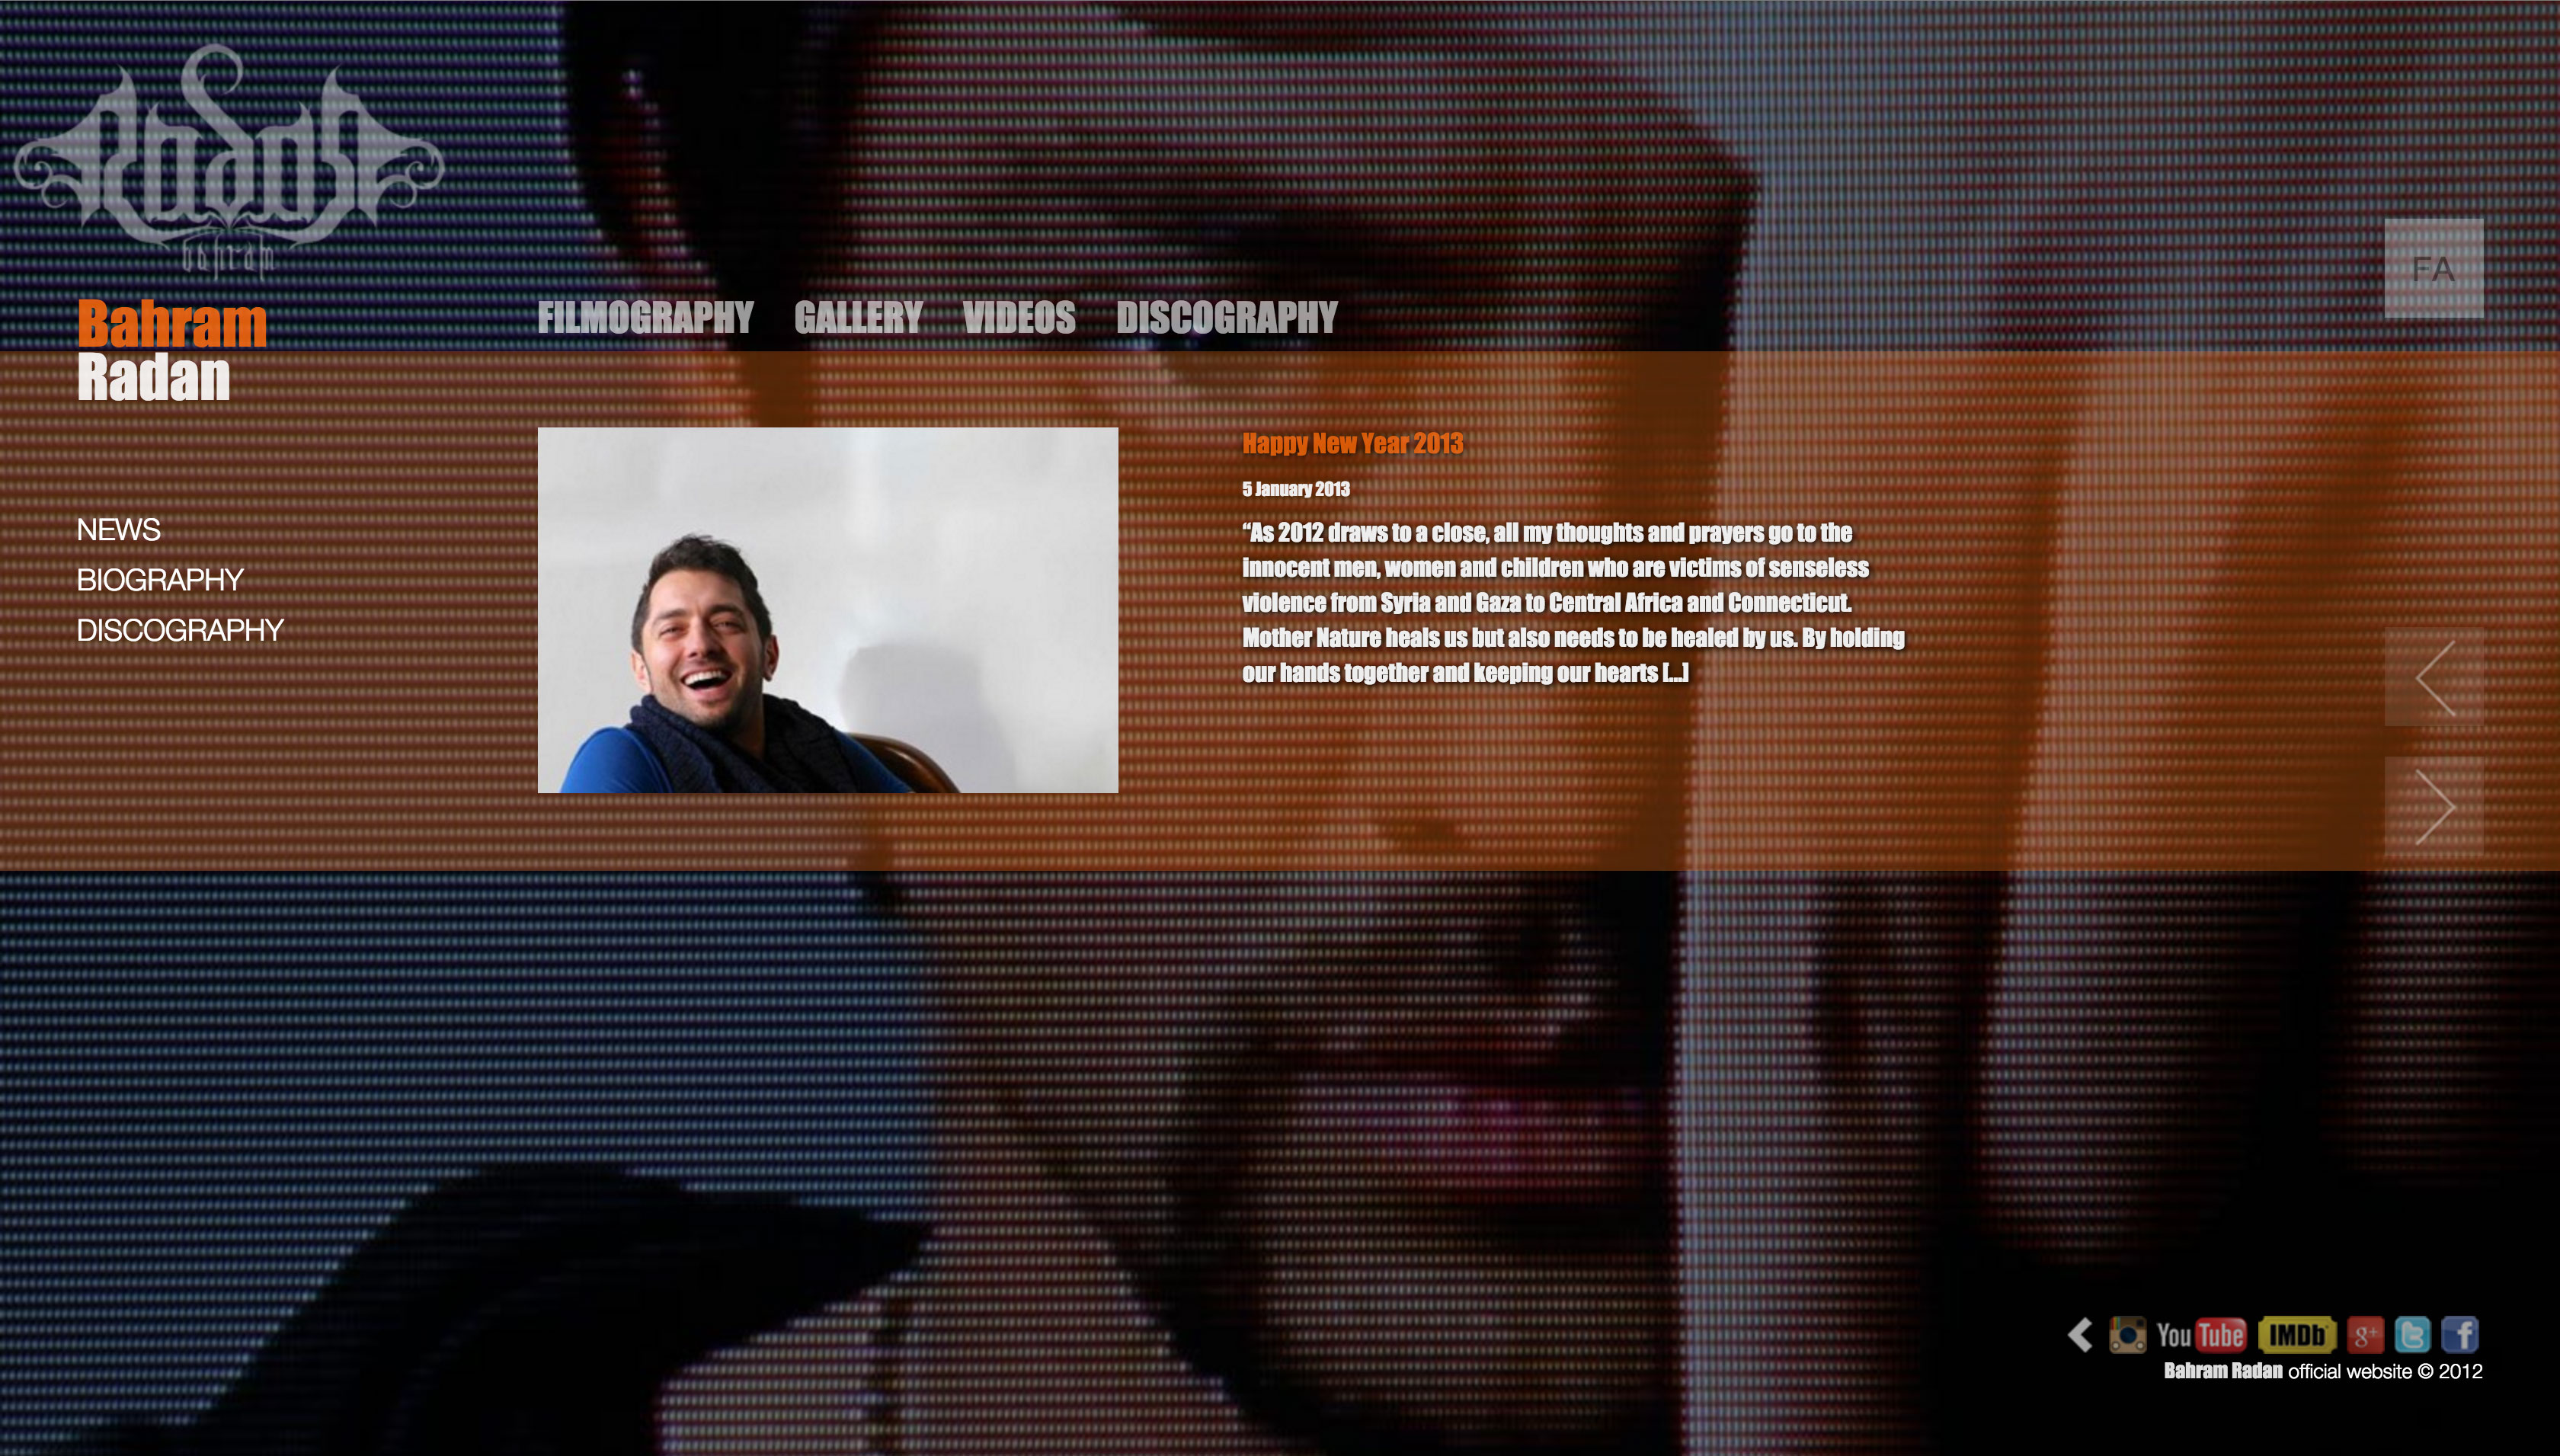 Radan
bahram
Bahram
Radan
FILMOGRAPHY GALLERY VIDEOS DISCOGRAPHY
FA
NEWS
BIOGRAPHY
DISCOGRAPHY
Happy New Year 2013
5 January 2013
“As 2012 draws to a close, all my thoughts and prayers go to the
innocent men, women and children who are victims of senseless
violence from Syria and Gaza to Central Africa and Connecticut.
Mother Nature heals us but also needs to be healed by us. By holding
our hands together and keeping our hearts [...]
You Tube IMDb g+ t f
Bahram Radan official website © 2012